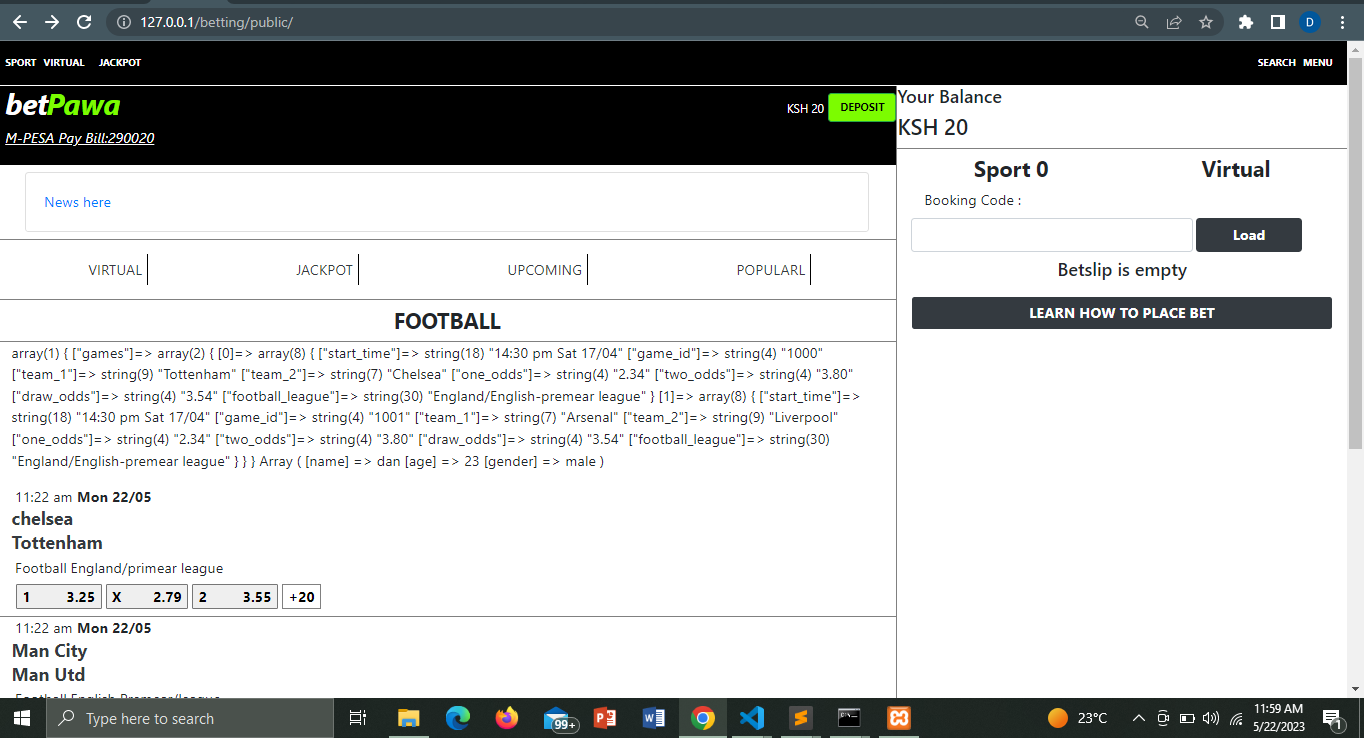 127.0.0.1/betting/public/
D
SPORT VIRTUAL JACKPOT
SEARCH MENU
betPawa
KSH 20 DEPOSIT
M-PESA Pay Bill:290020
Your Balance
KSH 20
Sport 0 Virtual
Booking Code :
Load
Betslip is empty
LEARN HOW TO PLACE BET
News here
VIRTUAL JACKPOT UPCOMING POPULARL
FOOTBALL
array(1) { ["games"]=> array(2) { [0]=> array(8) { ["start_time"]=> string(18) "14:30 pm Sat 17/04" ["game_id"]=> string(4) "1000"
["team_1"]=> string(9) "Tottenham" ["team_2"]=> string(7) "Chelsea" ["one_odds"]=> string(4) "2.34" ["two_odds"]=> string(4) "3.80"
["draw_odds"]=> string(4) "3.54" ["football_league"]=> string(30) "England/English-premear league" } [1]=> array(8) { ["start_time"]=>
string(18) "14:30 pm Sat 17/04" ["game_id"]=> string(4) "1001" ["team_1"]=> string(7) "Arsenal" ["team_2"]=> string(9) "Liverpool"
["one_odds"]=> string(4) "2.34" ["two_odds"]=> string(4) "3.80" ["draw_odds"]=> string(4) "3.54" ["football_league"]=> string(30)
"England/English-premear league" } } } Array ( [name] => dan [age] => 23 [gender] => male )
11:22 am Mon 22/05
chelsea
Tottenham
Football England/primear league
1 3.25 X 2.79 2 3.55 +20
11:22 am Mon 22/05
Man City
Man Utd
Type here to search
99+
23°C
11:59 AM
5/22/2023
1